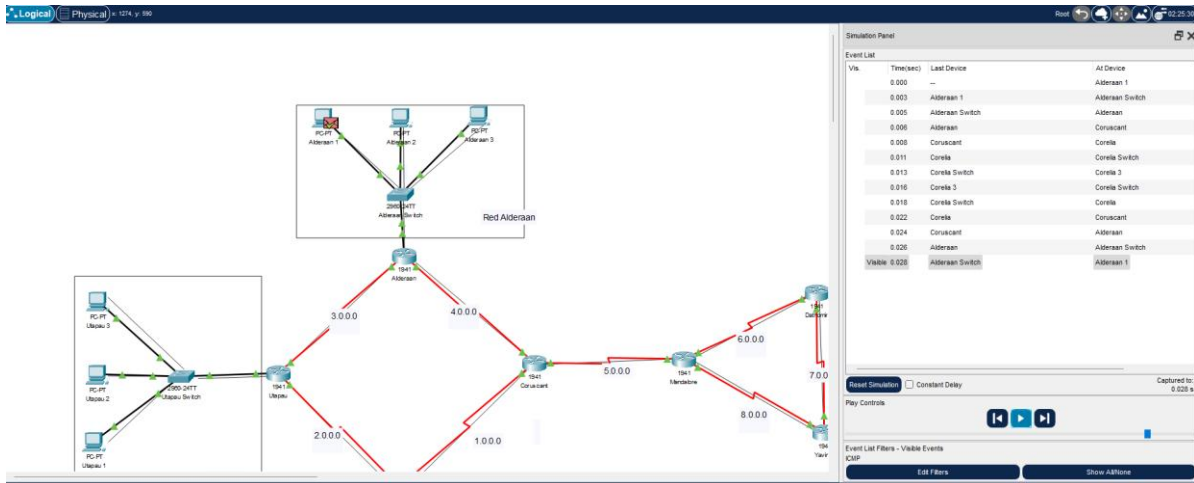 Logical Physical x: 1274, y: 590
Root 02:25:30
Simulation Panel
Event List
Vis. Time(sec) Last Device At Device
0.000 -- Alderaan 1
0.003 Alderaan 1 Alderaan Switch
0.005 Alderaan Switch Alderaan
0.006 Alderaan Coruscant
0.008 Coruscant Corelia
0.011 Corelia Corelia Switch
0.013 Corelia Switch Corelia 3
0.016 Corelia 3 Corelia Switch
0.018 Corelia Switch Corelia
0.022 Corelia Coruscant
0.024 Coruscant Alderaan
0.026 Alderaan Alderaan Switch
Visible 0.028 Alderaan Switch Alderaan 1
Reset Simulation Constant Delay Captured to:
0.028 s
Play Controls
Event List Filters - Visible Events
ICMP
Edit Filters Show All/None
PC-PT
Alderaan 1
PC-PT
Alderaan 2
PC-PT
Alderaan 3
2960-24TT
Alderaan Switch
Red Alderaan
1941
Alderaan
3.0.0.0
4.0.0.0
PC-PT
Utapau 3
PC-PT
Utapau 2
PC-PT
Utapau 1
2960-24TT
Utapau Switch
1941
Utapau
1941
Coruscant
5.0.0.0
1941
6.0.0.0
1941
7.0.0
8.0.0.0
194
Yavin
2.0.0.0
1.0.0.0